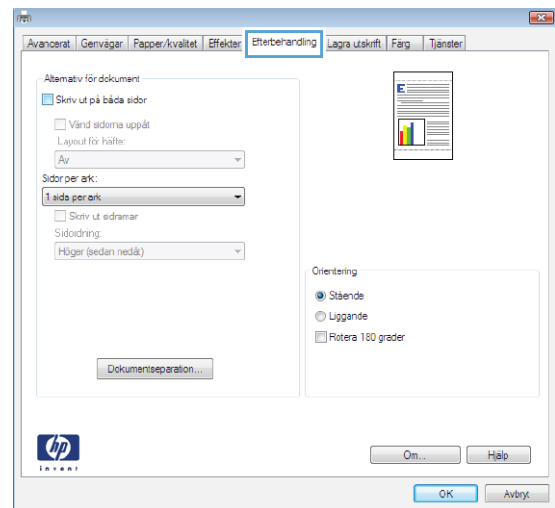 Avancerat Genvägar Papper/kvalitet Effekter Efterbehandling Lagra utskrift Färg Tjänster
Alternativ för dokument
Skriv ut på båda sidor
Vänd sidorna uppåt
Layout för häfte:
Av
Sidor per ark:
1 sida per ark
Skriv ut sidramar
Sidordning:
Höger (sedan nedåt)
Dokumentseparation...
E
Orientering
Stående
Liggande
Rotera 180 grader
hp
invent
Om... Hjälp
OK Avbryt